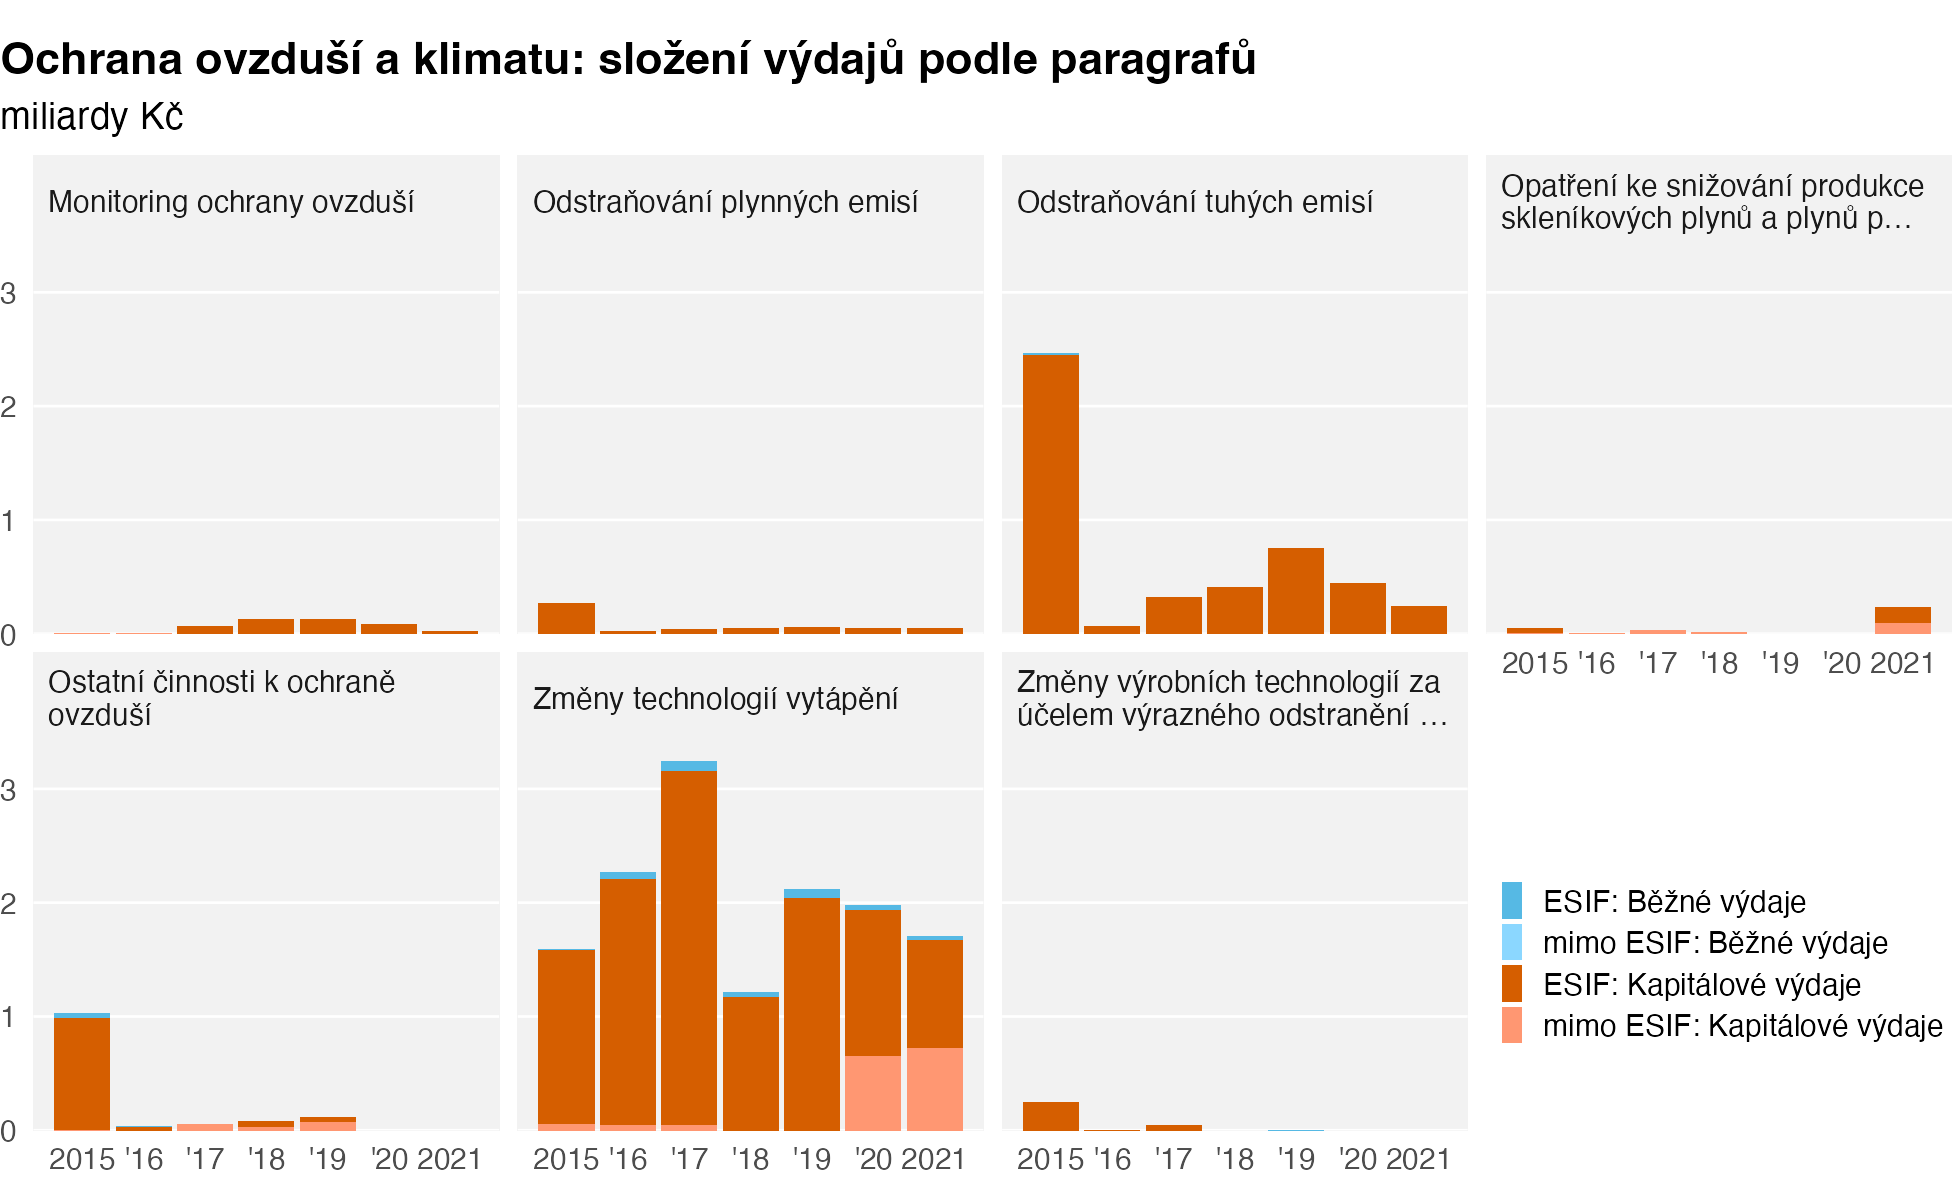 Ochrana ovzduší a klimatu: složení výdajů podle paragrafů
miliardy Kč
Monitoring ochrany ovzduší
Odstraňování plynných emisí
Odstraňování tuhých emisí
Opatření ke snižování produkce
skleníkových plynů a plynů p…
3
2
1
0
2015 '16 '17 '18 '19 '20 2021
Ostatní činnosti k ochraně
ovzduší
Změny technologií vytápění
Změny výrobních technologií za
účelem výrazného odstranění …
3
2
1
0
2015 '16 '17 '18 '19 '20 2021
2015 '16 '17 '18 '19 '20 2021
2015 '16 '17 '18 '19 '20 2021
ESIF: Běžné výdaje
mimo ESIF: Běžné výdaje
ESIF: Kapitálové výdaje
mimo ESIF: Kapitálové výdaje